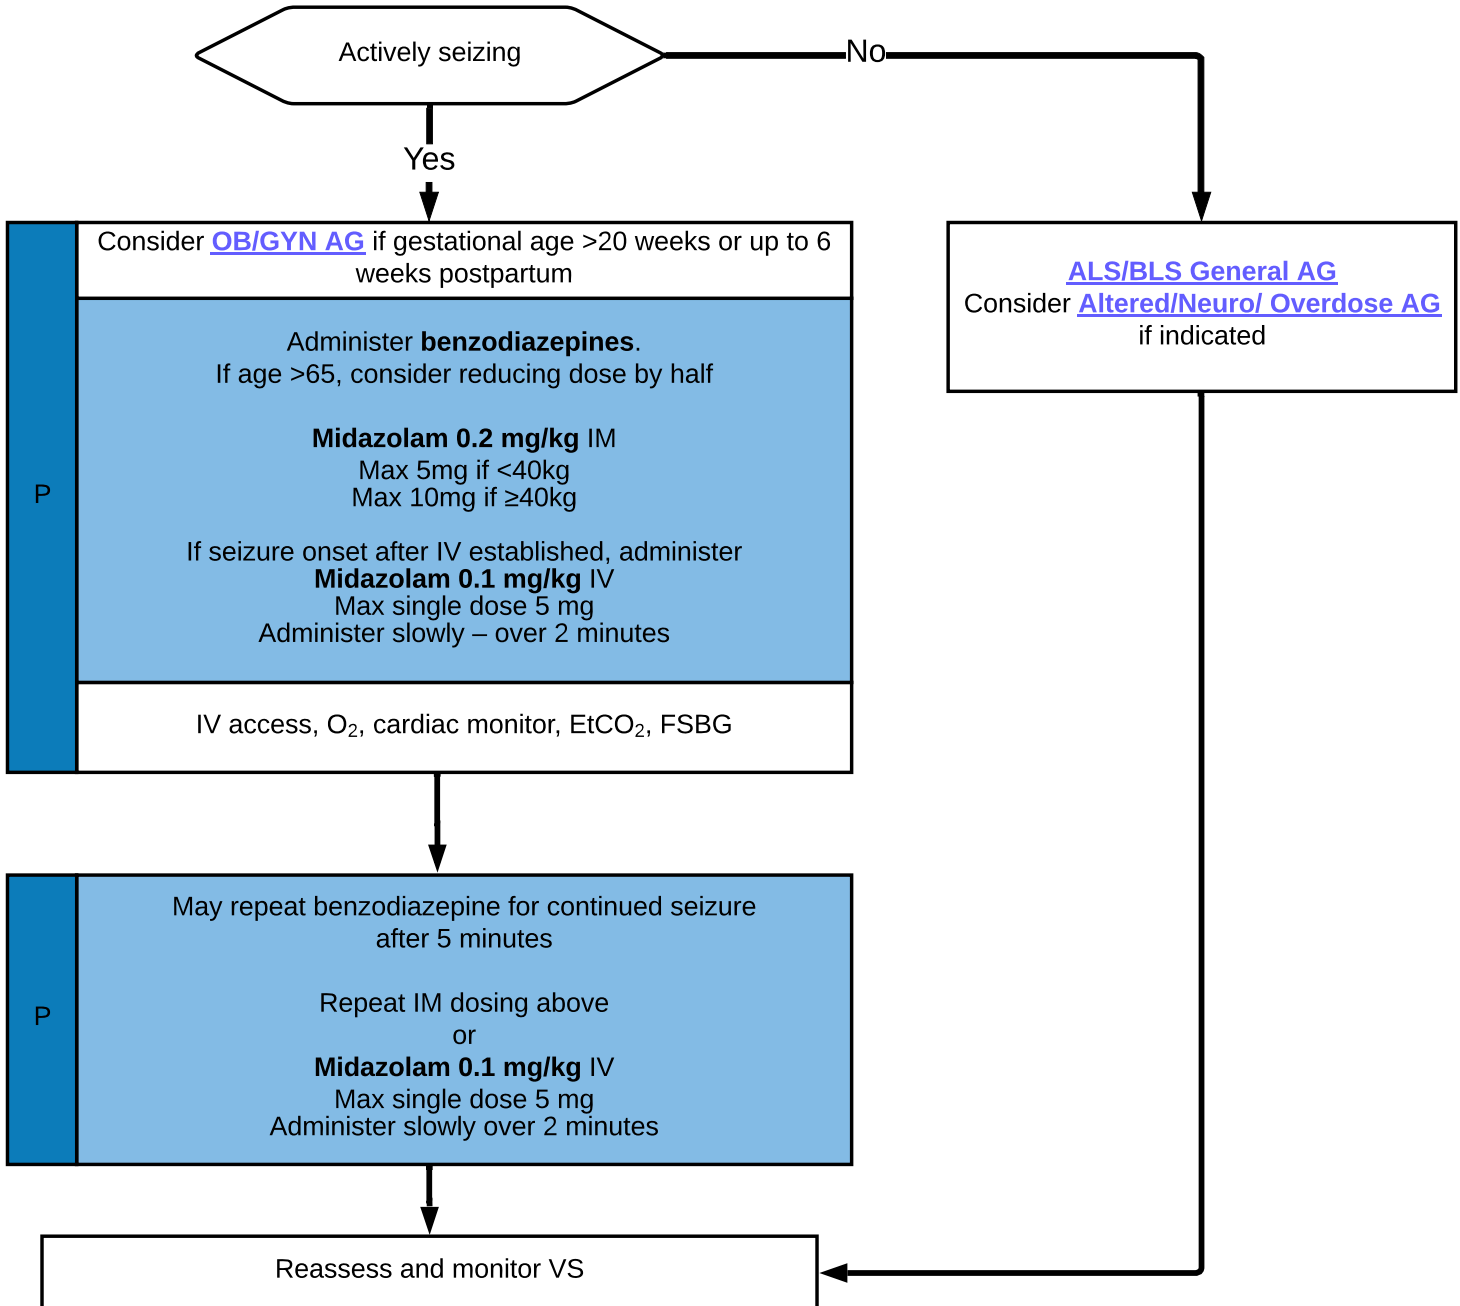 Actively seizing
No
Yes
Consider OB/GYN AG if gestational age >20 weeks or up to 6
weeks postpartum
ALS/BLS General AG
Consider Altered/Neuro/ Overdose AG
if indicated
P
Administer benzodiazepines.
If age >65, consider reducing dose by half
Midazolam 0.2 mg/kg IM
Max 5mg if <40kg
Max 10mg if ≥40kg
If seizure onset after IV established, administer
Midazolam 0.1 mg/kg IV
Max single dose 5 mg
Administer slowly – over 2 minutes
IV access, O₂, cardiac monitor, EtCO₂, FSBG
P
May repeat benzodiazepine for continued seizure
after 5 minutes
Repeat IM dosing above
or
Midazolam 0.1 mg/kg IV
Max single dose 5 mg
Administer slowly over 2 minutes
Reassess and monitor VS